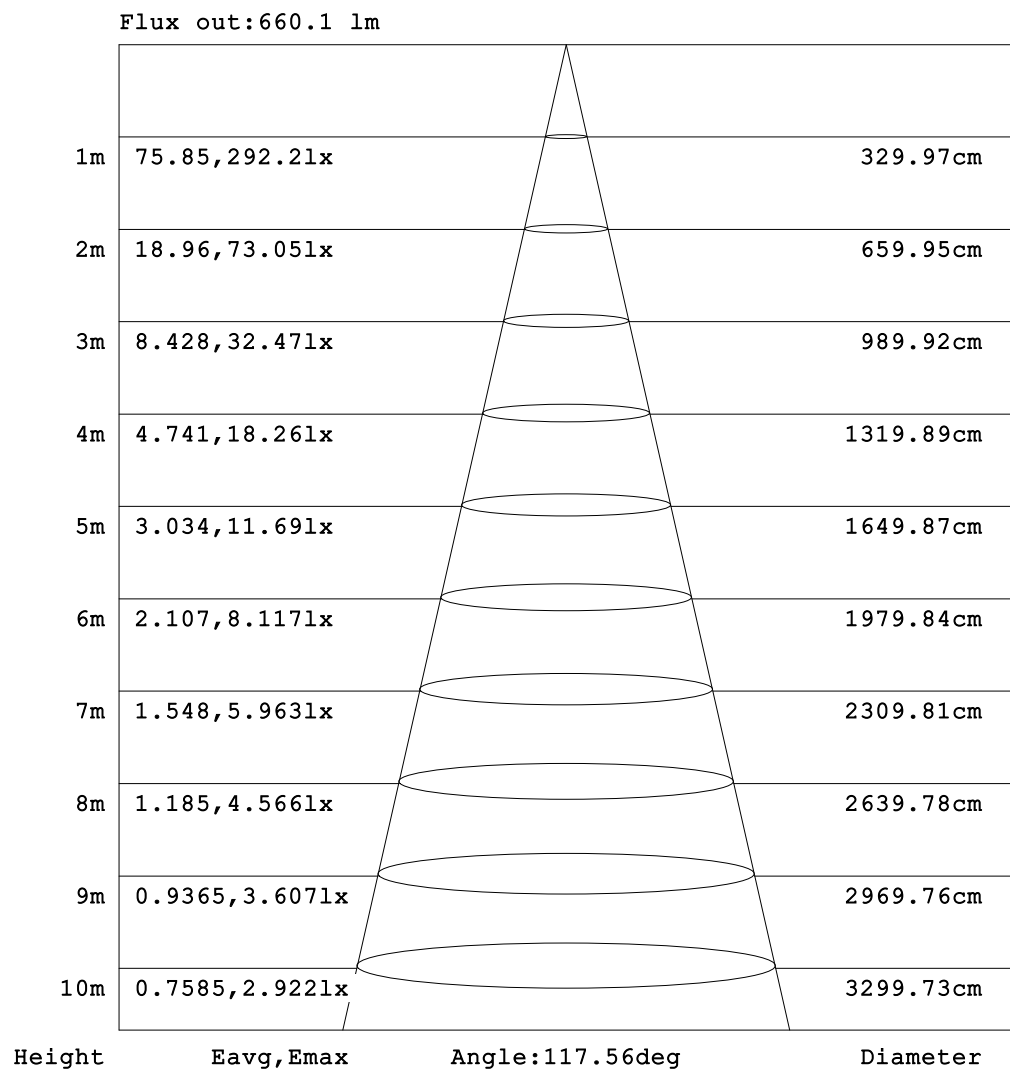 Flux out:660.1 lm
1m 75.85,292.2lx 329.97cm
2m 18.96,73.05lx 659.95cm
3m 8.428,32.47lx 989.92cm
4m 4.741,18.26lx 1319.89cm
5m 3.034,11.69lx 1649.87cm
6m 2.107,8.117lx 1979.84cm
7m 1.548,5.963lx 2309.81cm
8m 1.185,4.566lx 2639.78cm
9m 0.9365,3.607lx 2969.76cm
10m 0.7585,2.922lx 3299.73cm
Height Eavg,Emax Angle:117.56deg Diameter